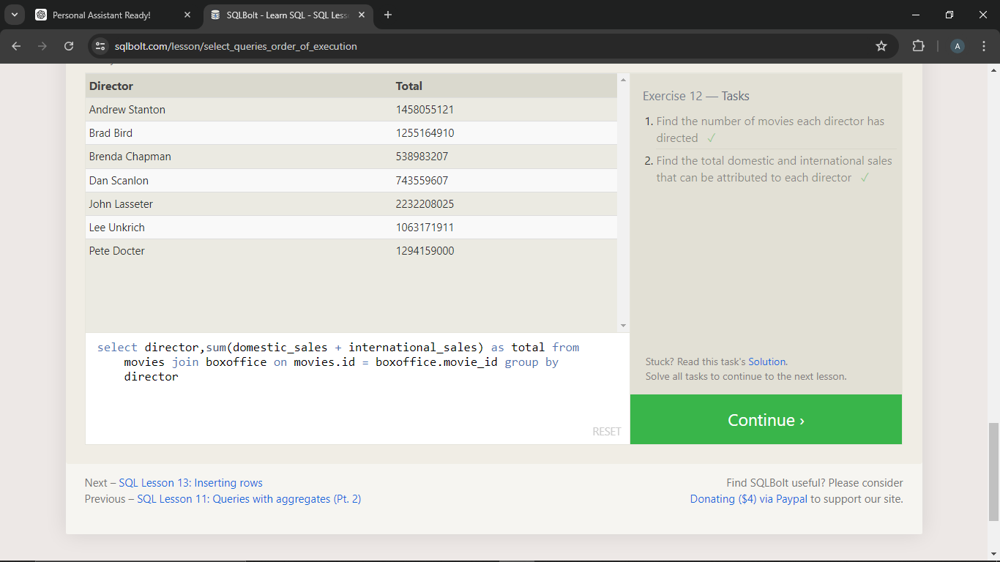 Personal Assistant Ready!
SQLBolt - Learn SQL - SQL Less
sqlbolt.com/lesson/select_queries_order_of_execution
A
Director Total
Andrew Stanton 1458055121
Brad Bird 1255164910
Brenda Chapman 538983207
Dan Scanlon 743559607
John Lasseter 2232208025
Lee Unkrich 1063171911
Pete Docter 1294159000
select director,sum(domestic_sales + international_sales) as total from
movies join boxoffice on movies.id = boxoffice.movie_id group by
director
RESET
Exercise 12 — Tasks
1. Find the number of movies each director has
directed ✓
2. Find the total domestic and international sales
that can be attributed to each director ✓
Stuck? Read this task's Solution.
Solve all tasks to continue to the next lesson.
Continue ›
Next – SQL Lesson 13: Inserting rows
Previous – SQL Lesson 11: Queries with aggregates (Pt. 2)
Find SQLBolt useful? Please consider
Donating ($4) via Paypal to support our site.